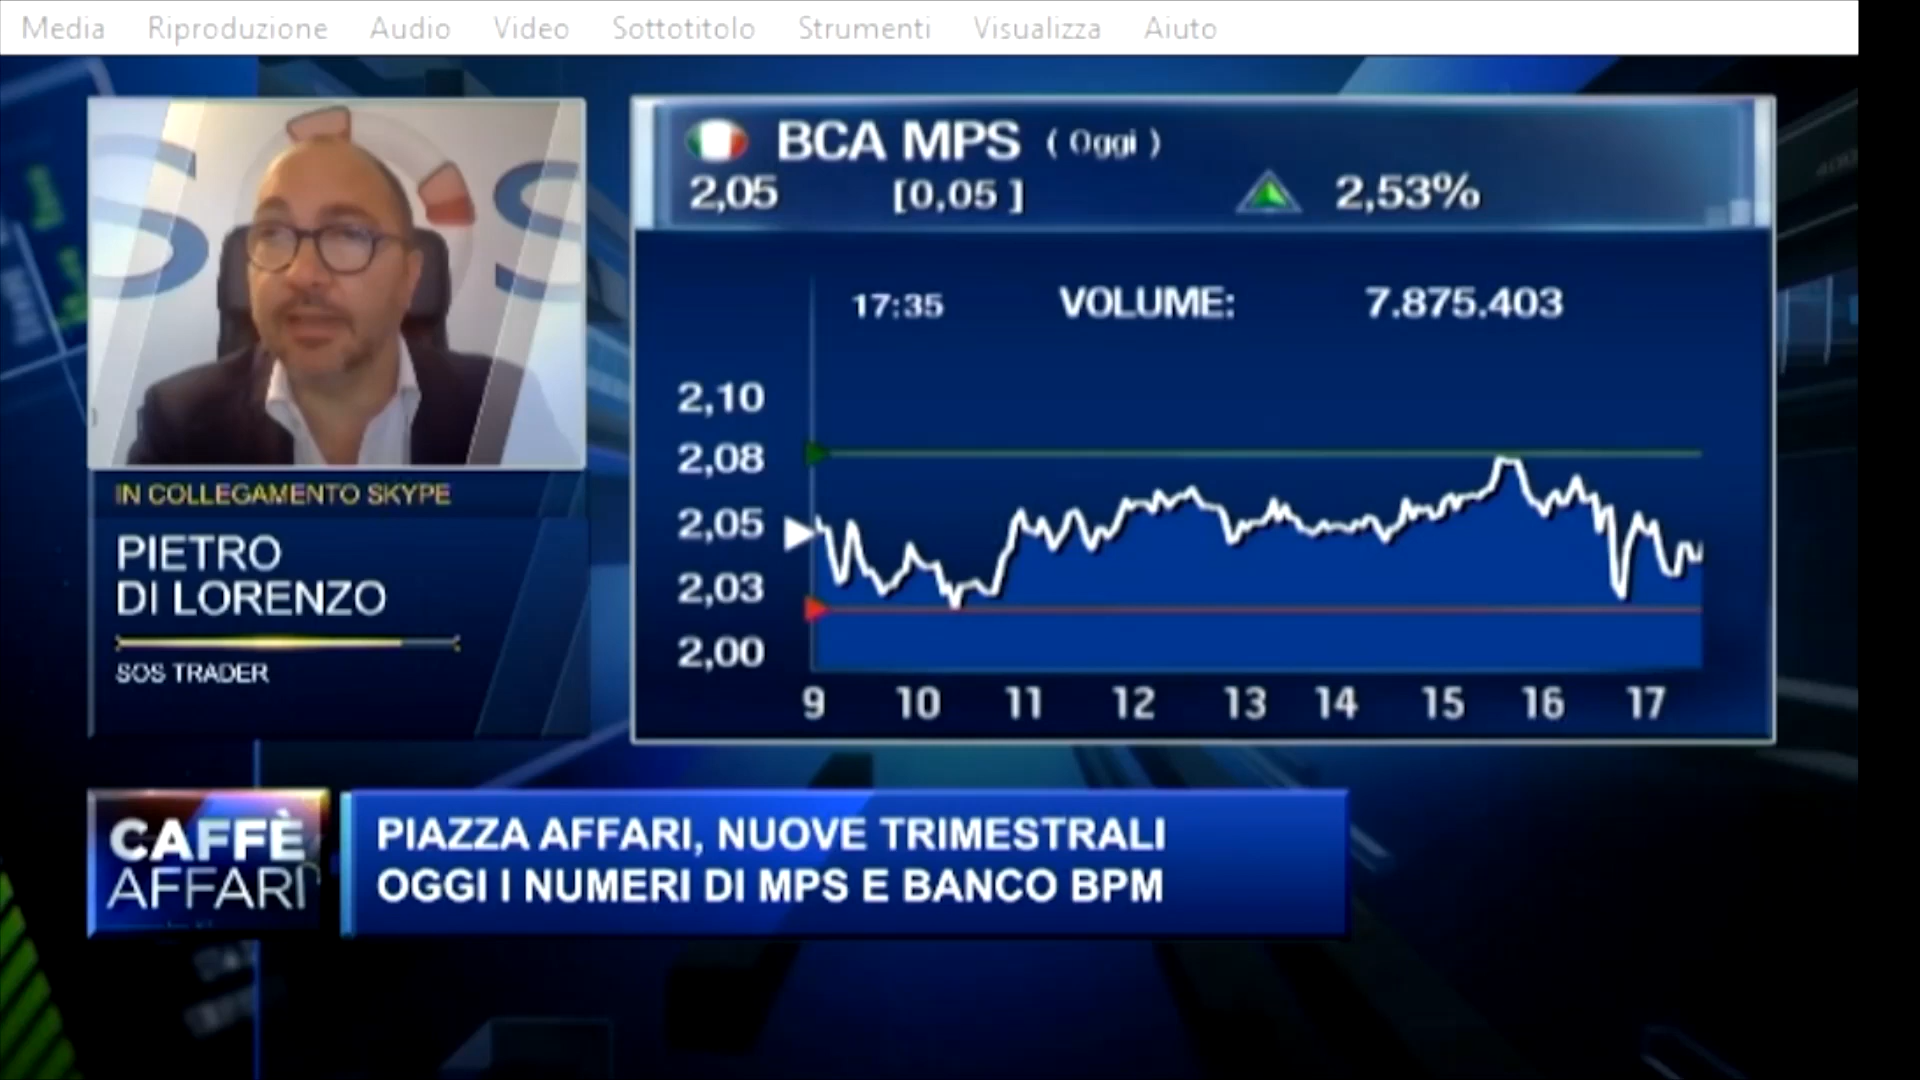 Media Riproduzione Audio Video Sottotitolo Strumenti Visualizza Aiuto
SOS
IN COLLEGAMENTO SKYPE
PIETRO
DI LORENZO
SOS TRADER
BCA MPS ( Oggi )
2,05 [0,05 ] 2,53%
17:35 VOLUME: 7.875.403
2,10
2,08
2,05
2,03
2,00
9 10 11 12 13 14 15 16 17
CAFFÈ
AFFARI
PIAZZA AFFARI, NUOVE TRIMESTRALI
OGGI I NUMERI DI MPS E BANCO BPM